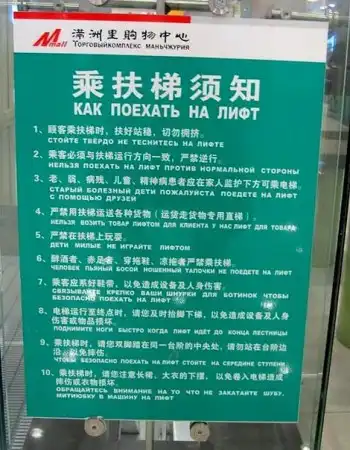 Mmall
满洲里购物中心
ТОРГОВЫЙКОМПЛЕКС МАНЬЧЖУРИЯ
乘扶梯须知
КАК ПОЕХАТЬ НА ЛИФТ
1、顾客乘扶梯时，扶好站稳，切勿拥挤。
СТОЙТЕ ТВЁРДО НЕ ТЕСНИТЕСЬ НА ЛИФТЕ
2、乘客必须与扶梯运行方向一致，严禁逆行。
НЕЛЬЗЯ ПОЕХАТЬ НА ЛИФТ ПРОТИВ НОРМАЛЬНОЙ СТОРОНЫ
3、老、弱、病残、儿童、精神病患者应在家人监护下方可乘电梯。
СТАРЫЙ БОЛЕЗНЫЙ ДЕТИ ПОЖАЛУЙСТА ПОЕДЕТЕ НА ЛИФТ
С ПОМОЩЬЮ ДРУЗЕН
4、严禁用扶梯运送各种货物（运货走货物专用直梯）。
НЕЛЬЗЬ ВОЗИТЬ ТОВАР ЛИФТОМ ДЛЯ КЛИЕНТА У НАС ЛИФТ ДЛЯ ТОВАРА
5、严禁在扶梯上玩耍。
ДЕТИ МИЛЫЕ НЕ ИГРАЙТЕ ЛИФТОМ
6、醉酒者、赤足者、穿拖鞋、凉拖者严禁乘梯。
ЧЕЛОВЕК ПЬЯНЫЙ БОСОЙ НОШЕННЫЙ ТАПОЧКИ НЕ ПОЕДЕТЕ НА ЛИФТ
7、乘客应系好鞋带，以免造成设备及人身伤害。
СВЯЗЫВАЙТЕ КРЕПКО ВАШИ ШНУРКИ ДЛЯ БОТИНОК ЧТОБЫ
БЕЗОПАСНО ПОЕХАТЬ НА ЛИФТ
8、电梯运行至终点时，请您及时抬脚下梯，以免造成设备及人身
伤害或物品损坏。
ПОДНИМИТЕ НОГИ БЫСТРО КОГДА ЛИФТ ИДЁТ ДО КОНЦА ЛЕСТНИЦЫ
9、乘扶梯时，请您双脚踏在同一台阶的中央处，请勿站在台阶边
沿，以免摔伤。
ЧТОБЫ БЕЗОПАСНО ПОЕХАТЬ НА ЛИФТ СТОЙТЕ НА СЕРЕДИНЕ СТУПЕНИ
10、乘扶梯时，请您注意长裙、大衣的下摆，以免卷入电梯造成
摔伤或衣物损坏.
ОБРАЩАЙТЕСЬ ВНИМАНИЕ НА ТО ЧТО НЕ ЗАКАТАЙТЕ ШУБУ,
МИТИЮБКУ В МАШИНУ НА ЛИФТ